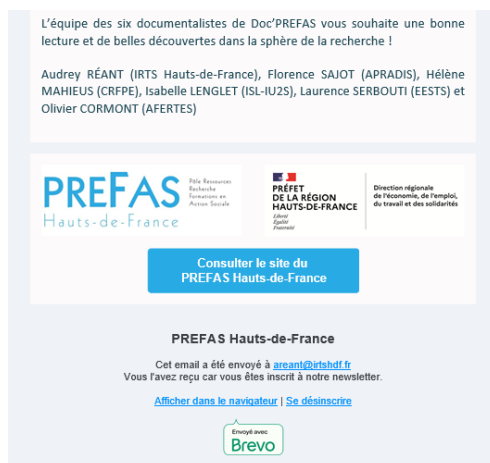 L’équipe des six documentalistes de Doc’PREFAS vous souhaite une bonne
lecture et de belles découvertes dans la sphère de la recherche !
Audrey RÉANT (IRTS Hauts-de-France), Florence SAJOT (APRADIS), Hélène
MAHIEUS (CRFPE), Isabelle LENGLET (ISL-IU2S), Laurence SERBOUTI (EESTS) et
Olivier CORMONT (AFERTES)
PREFAS
Hauts-de-France
Pôle Ressources
Recherche
Formations en
Action Sociale
PRÉFET
DE LA RÉGION
HAUTS-DE-FRANCE
Liberté
Égalité
Fraternité
Direction régionale
de l’économie, de l’emploi,
du travail et des solidarités
Consulter le site du
PREFAS Hauts-de-France
PREFAS Hauts-de-France
Cet email a été envoyé à areant@irtshdf.fr
Vous l'avez reçu car vous êtes inscrit à notre newsletter.
Afficher dans le navigateur | Se désinscrire
Envoyé avec
Brevo